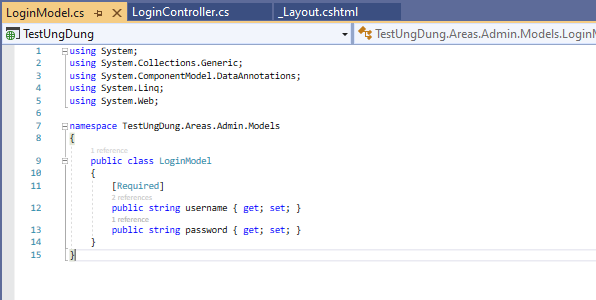 LoginModel.cs LoginController.cs _Layout.cshtml
TestUngDung TestUngDung.Areas.Admin.Models.LoginM
1 using System;
2 using System.Collections.Generic;
3 using System.ComponentModel.DataAnnotations;
4 using System.Linq;
5 using System.Web;
6
7 namespace TestUngDung.Areas.Admin.Models
8 {
1 reference
9 public class LoginModel
10 {
11 [Required]
2 references
12 public string username { get; set; }
1 reference
13 public string password { get; set; }
14 }
15 }